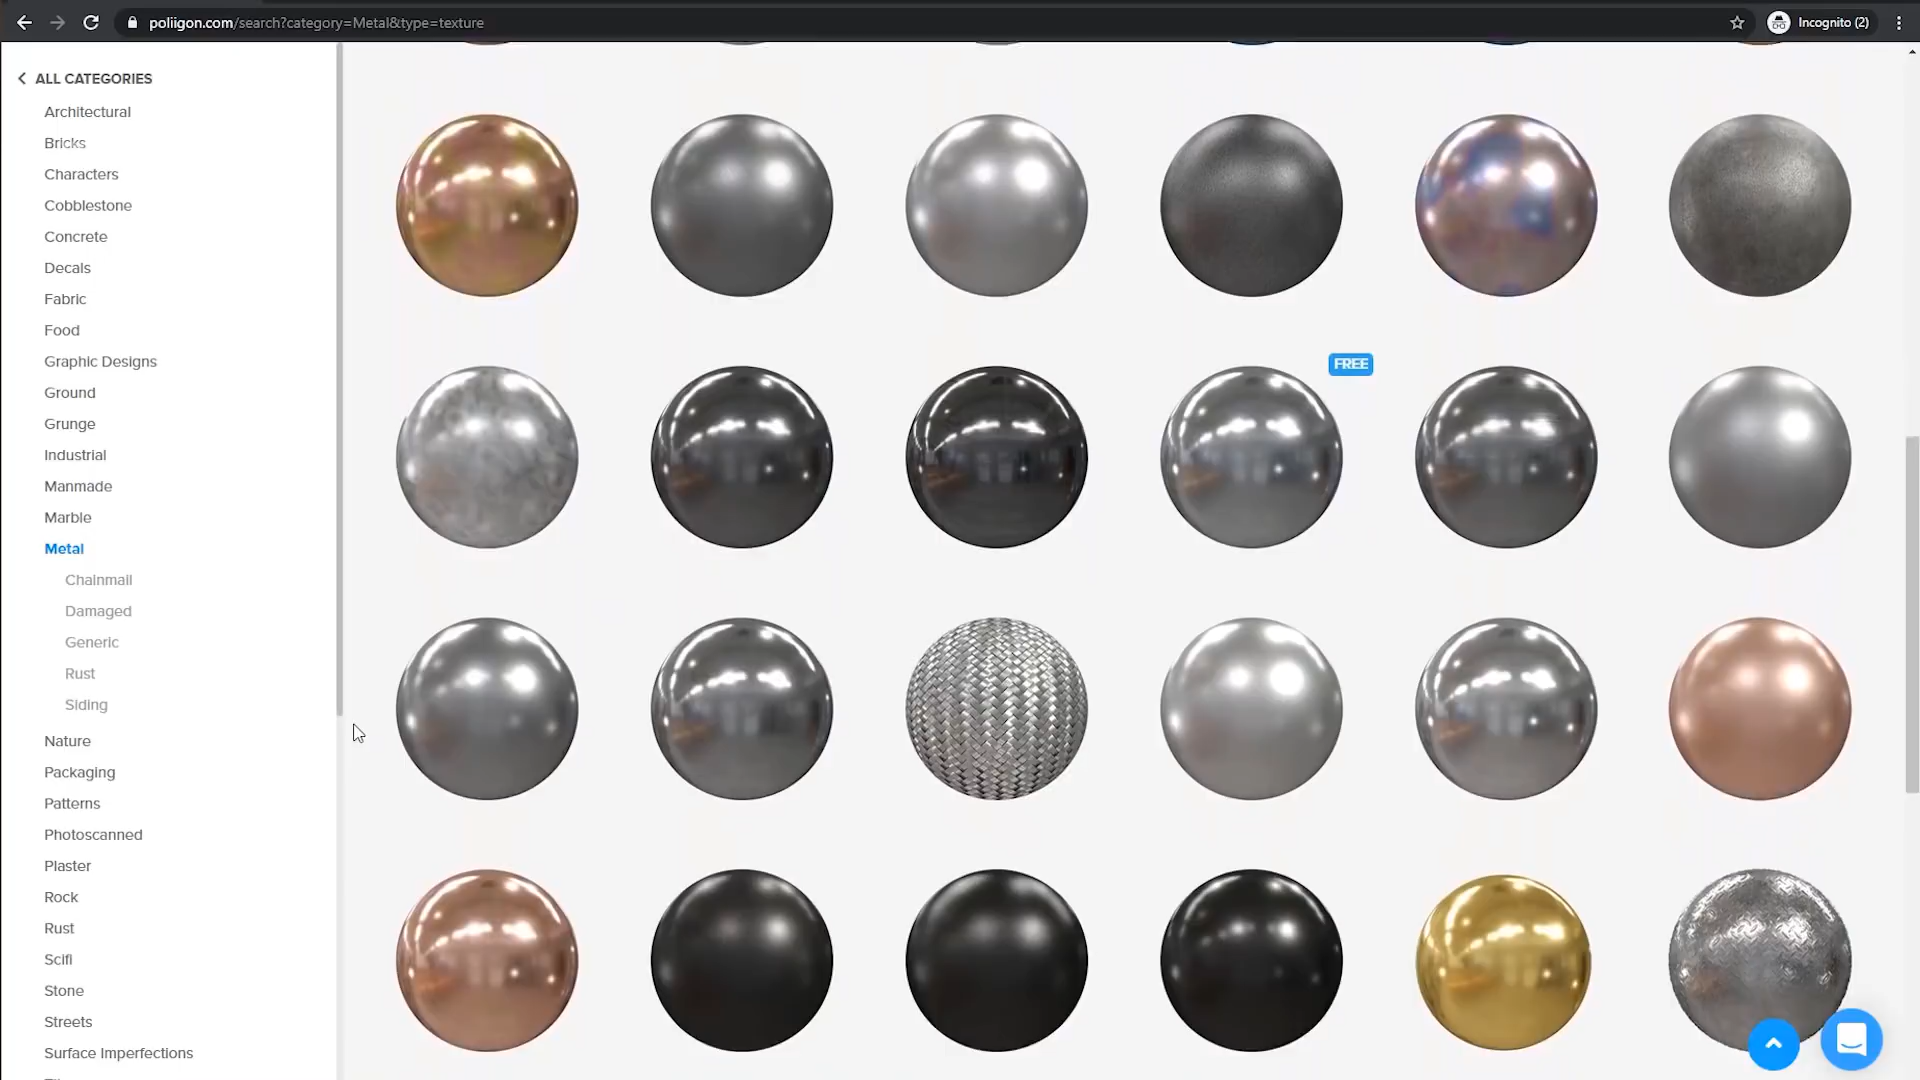 poliigon.com/search?category=Metal&type=texture
Incognito (2)
ALL CATEGORIES
Architectural
Bricks
Characters
Cobblestone
Concrete
Decals
Fabric
Food
Graphic Designs
Ground
Grunge
Industrial
Manmade
Marble
Metal
Chainmail
Damaged
Generic
Rust
Siding
Nature
Packaging
Patterns
Photoscanned
Plaster
Rock
Rust
Scifi
Stone
Streets
Surface Imperfections
FREE